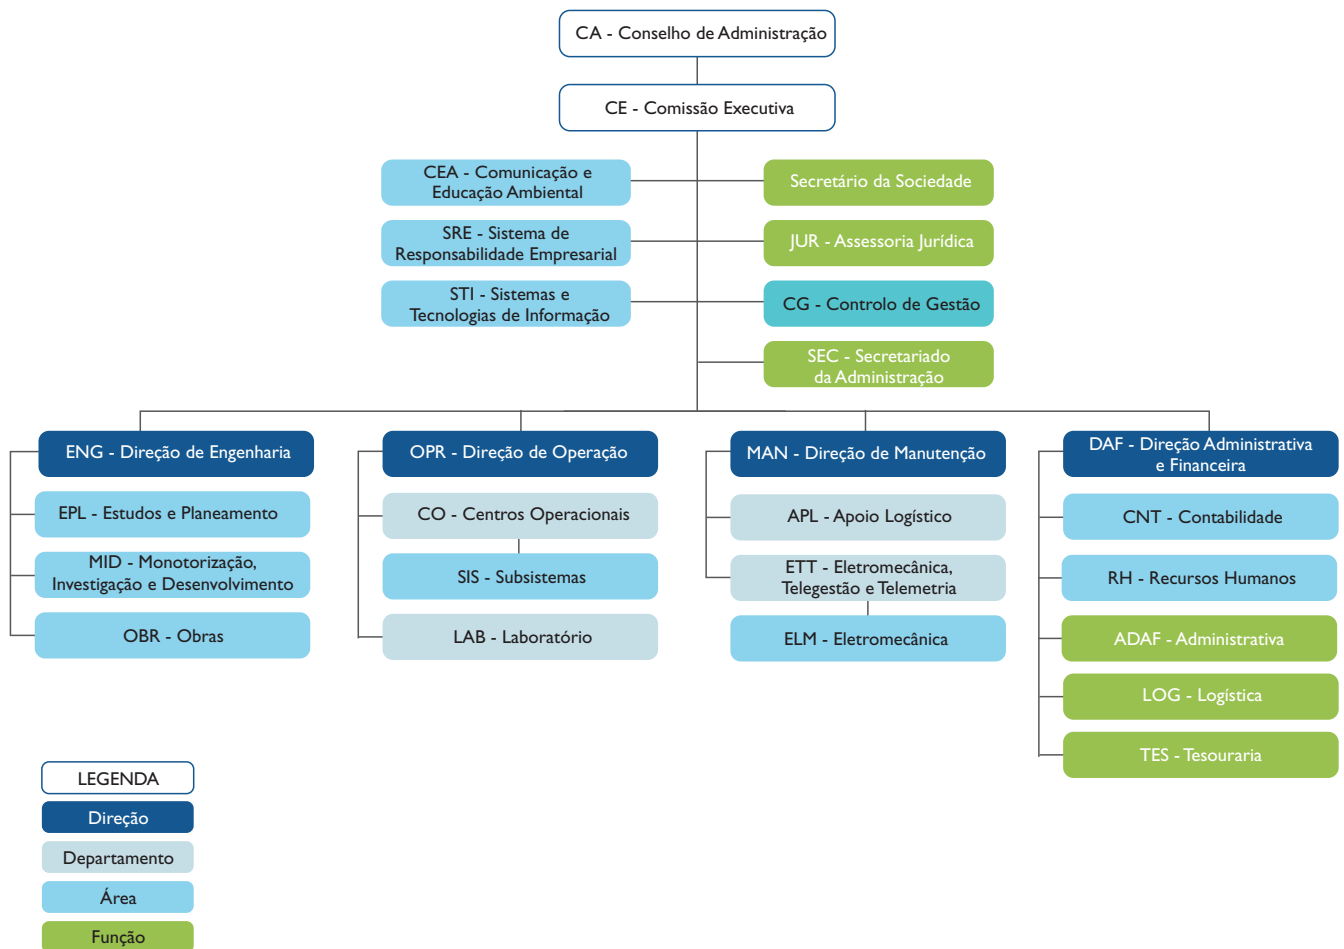 CA - Conselho de Administração
CE - Comissão Executiva
CEA - Comunicação e
Educação Ambiental
Secretário da Sociedade
SRE - Sistema de
Responsabilidade Empresarial
JUR - Assessoria Jurídica
STI - Sistemas e
Tecnologias de Informação
CG - Controlo de Gestão
SEC - Secretariado
da Administração
ENG - Direção de Engenharia
EPL - Estudos e Planeamento
MID - Monotorização,
Investigação e Desenvolvimento
OBR - Obras
OPR - Direção de Operação
CO - Centros Operacionais
SIS - Subsistemas
LAB - Laboratório
MAN - Direção de Manutenção
APL - Apoio Logístico
ETT - Eletromecânica,
Telegestão e Telemetria
ELM - Eletromecânica
DAF - Direção Administrativa
e Financeira
CNT - Contabilidade
RH - Recursos Humanos
ADAF - Administrativa
LOG - Logística
TES - Tesouraria
LEGENDA
Direção
Departamento
Área
Função